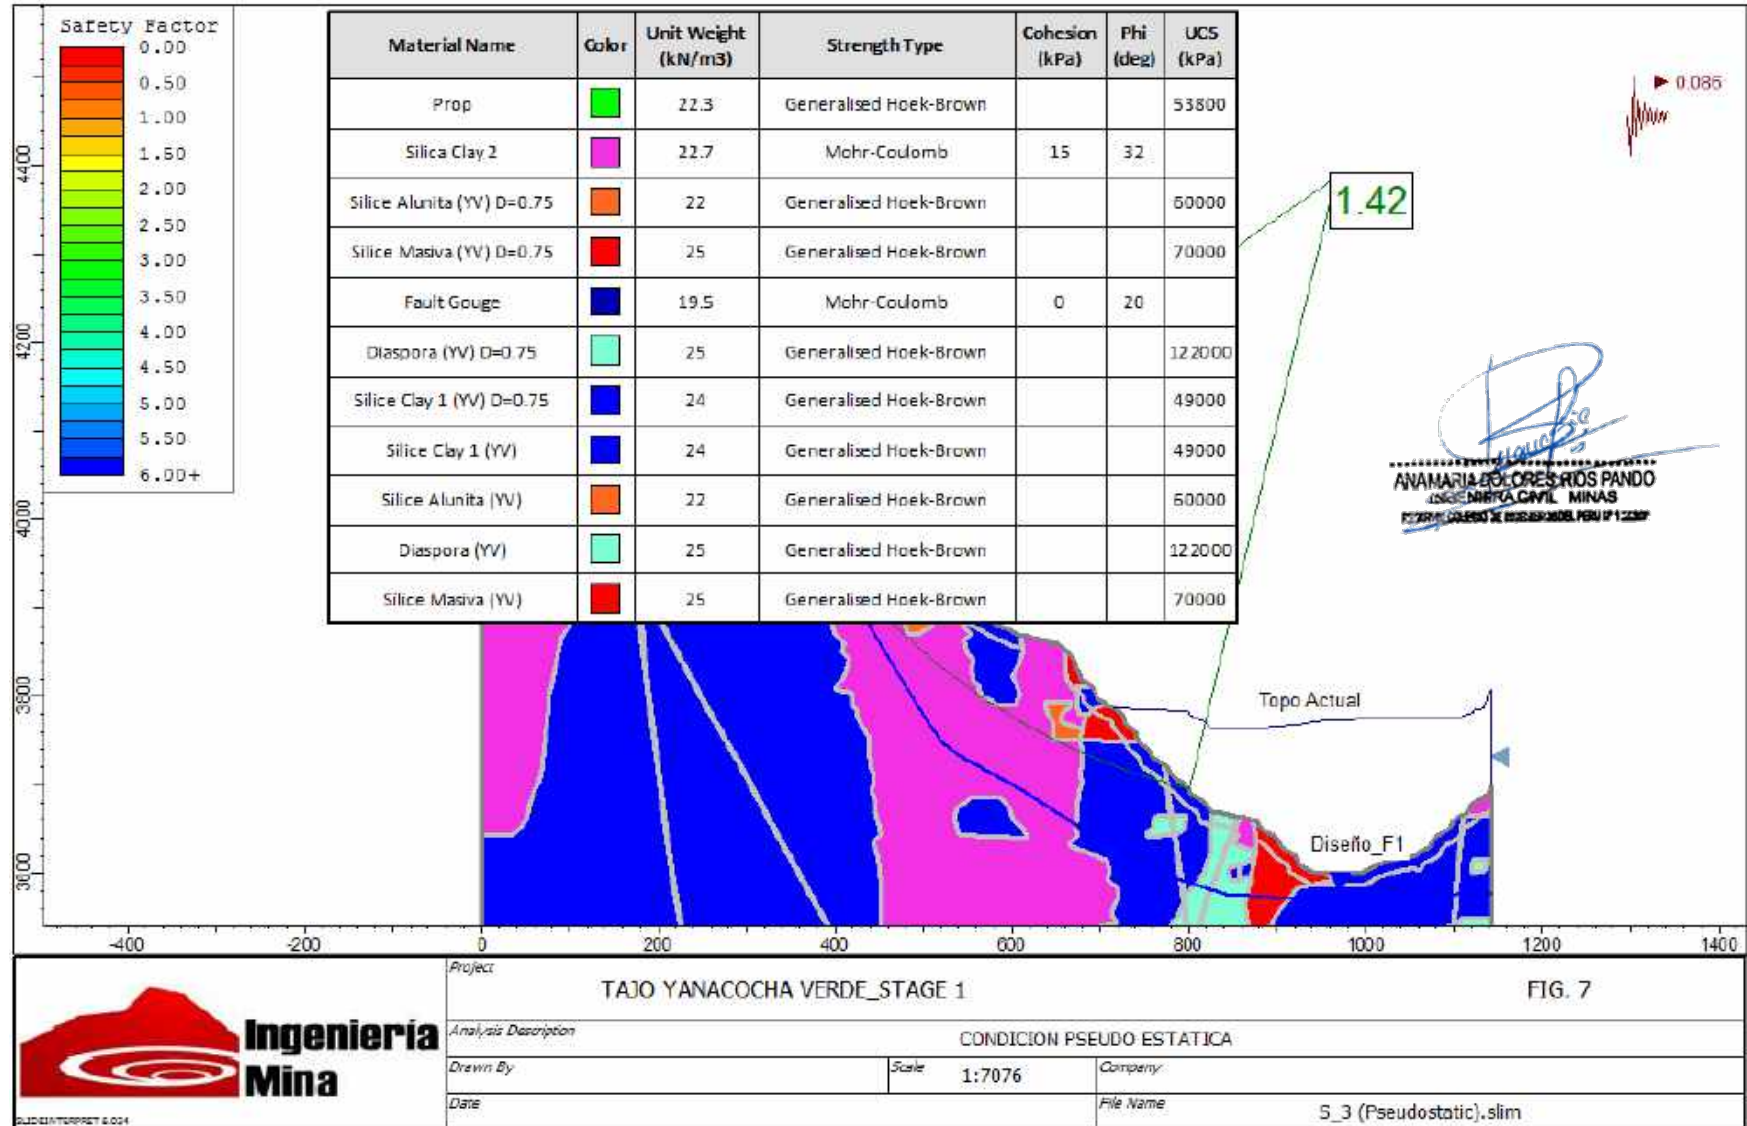 Safety Factor
0.00
0.50
1.00
1.50
2.00
2.50
3.00
3.50
4.00
4.50
5.00
5.50
6.00+
Material Name Color Unit Weight (kN/m3) Strength Type Cohesion (kPa) Phi (deg) UCS (kPa)
Prop 22.3 Generalised Hoek-Brown 53800
Silica Clay 2 22.7 Mohr-Coulomb 15 32
Silice Alunita (YV) D=0.75 22 Generalised Hoek-Brown 60000
Silice Masiva (YV) D=0.75 25 Generalised Hoek-Brown 70000
Fault Gouge 19.5 Mohr-Coulomb 0 20
Diaspora (YV) D=0.75 25 Generalised Hoek-Brown 122000
Silice Clay 1 (YV) D=0.75 24 Generalised Hoek-Brown 49000
Silice Clay 1 (YV) 24 Generalised Hoek-Brown 49000
Silice Alunita (YV) 22 Generalised Hoek-Brown 60000
Diaspora (YV) 25 Generalised Hoek-Brown 122000
Silice Masiva (YV) 25 Generalised Hoek-Brown 70000
0.086
1.42
ANAMARIA DOLORES RIOS PANDO
INGENIERA CIVIL MINAS
Topo Actual
Diseño_F1
4400
4200
4000
3800
3600
-400 -200 0 200 400 600 800 1000 1200 1400
Ingeniería
Mina
SLIDEINTERPRET 6.034
Project
TAJO YANACOCHA VERDE_STAGE 1 FIG. 7
Analysis Description
CONDICION PSEUDO ESTATICA
Drawn By
Scale 1:7076
Company
Date
File Name S_3 (Pseudostatic).slim